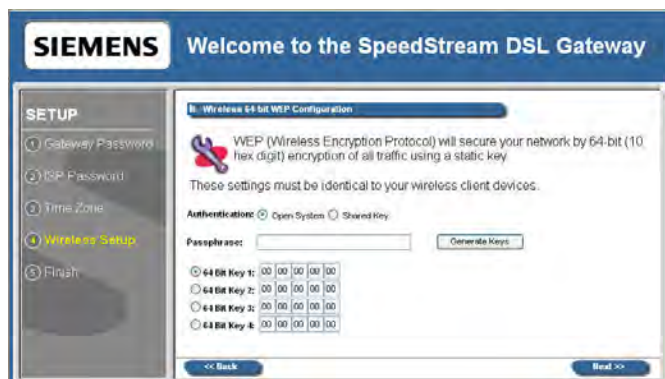 SIEMENS
Welcome to the SpeedStream DSL Gateway
SETUP
1 Gateway Password
2 ISP Password
3 Time Zone
4 Wireless Setup
5 Finish
Wireless 64-bit WEP Configuration
WEP (Wireless Encryption Protocol) will secure your network by 64-bit (10
hex digit) encryption of all traffic using a static key
These settings must be identical to your wireless client devices.
Authentication: Open System Shared Key
Passphrase: Generate Keys
64 Bit Key 1: 00 00 00 00 00
64 Bit Key 2: 00 00 00 00 00
64 Bit Key 3: 00 00 00 00 00
64 Bit Key 4: 00 00 00 00 00
<< Back Next >>